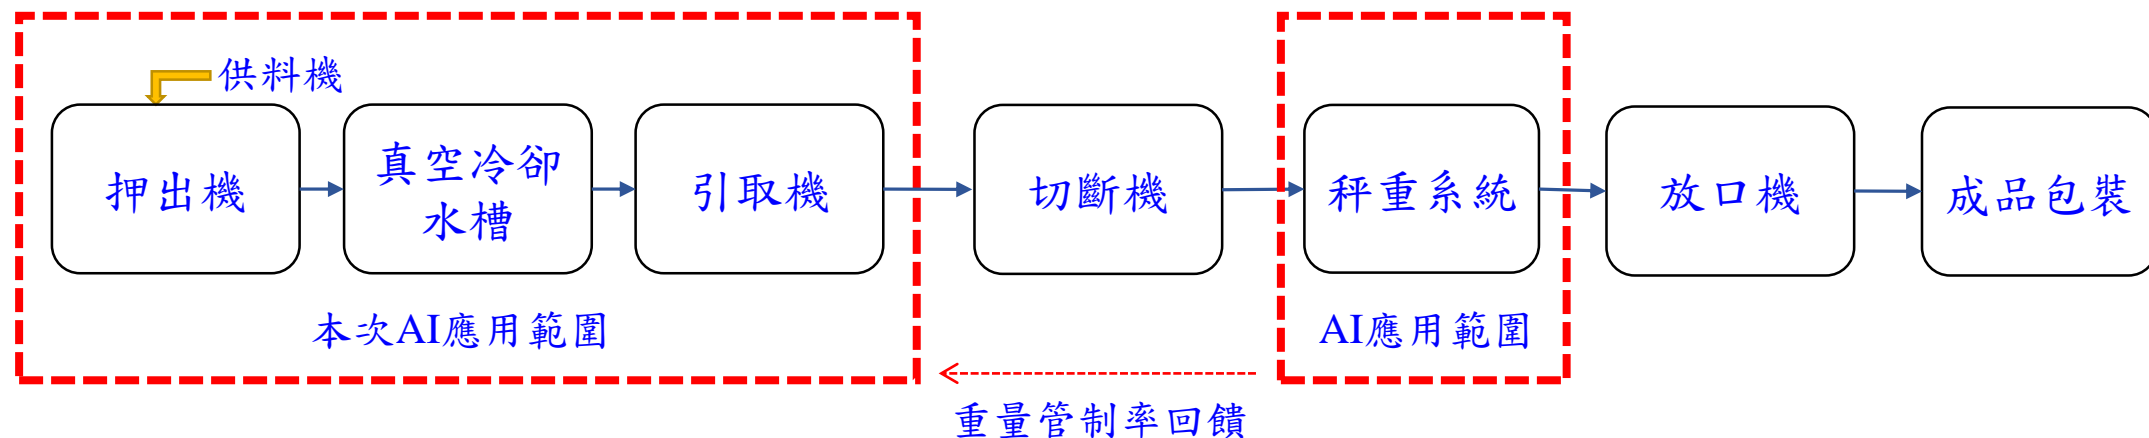 供料機
押出機
真空冷卻
水槽
引取機
切斷機
秤重系統
放口機
成品包裝
本次AI應用範圍
AI應用範圍
重量管制率回饋